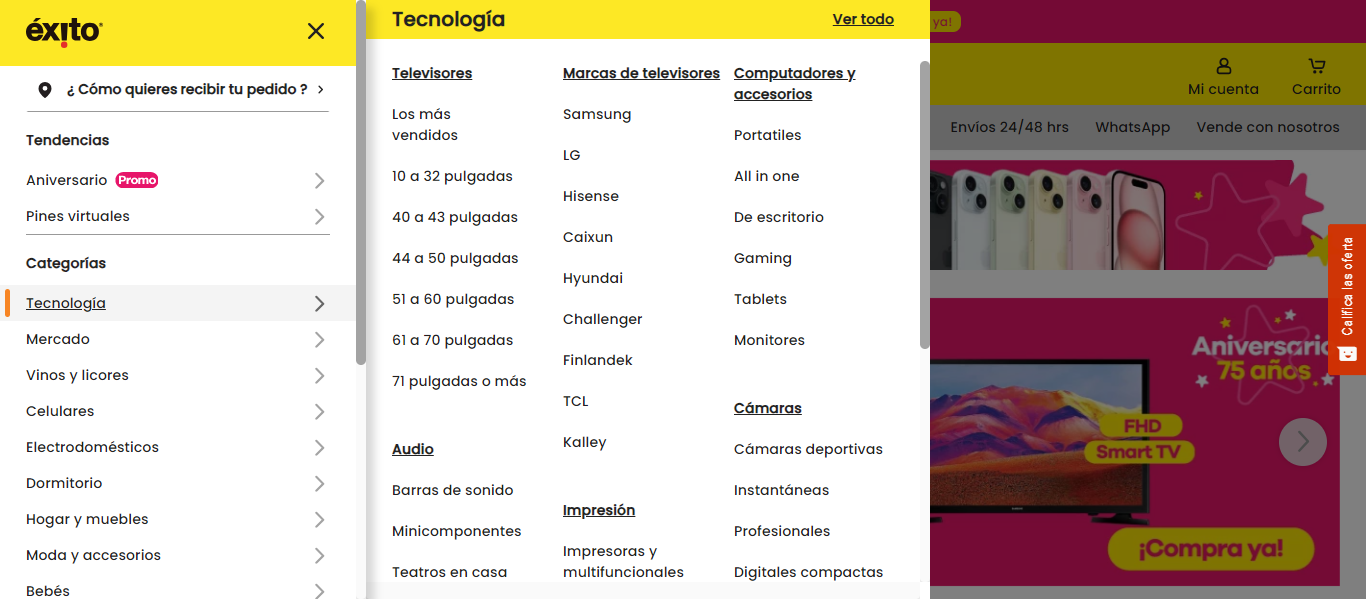 éxito
¿ Cómo quieres recibir tu pedido ?
Tendencias
Aniversario Promo
Pines virtuales
Categorías
Tecnología
Mercado
Vinos y licores
Celulares
Electrodomésticos
Dormitorio
Hogar y muebles
Moda y accesorios
Bebés
Tecnología
Ver todo
Televisores
Los más
vendidos
10 a 32 pulgadas
40 a 43 pulgadas
44 a 50 pulgadas
51 a 60 pulgadas
61 a 70 pulgadas
71 pulgadas o más
Audio
Barras de sonido
Minicomponentes
Teatros en casa
Marcas de televisores
Samsung
LG
Hisense
Caixun
Hyundai
Challenger
Finlandek
TCL
Kalley
Impresión
Impresoras y
multifuncionales
Computadores y
accesorios
Portatiles
All in one
De escritorio
Gaming
Tablets
Monitores
Cámaras
Cámaras deportivas
Instantáneas
Profesionales
Digitales compactas
ya!
Mi cuenta
Carrito
Envíos 24/48 hrs
WhatsApp
Vende con nosotros
Aniversario
75 años.
FHD
Smart TV
SAMSUNG
¡Compra ya!
Califica las oferta